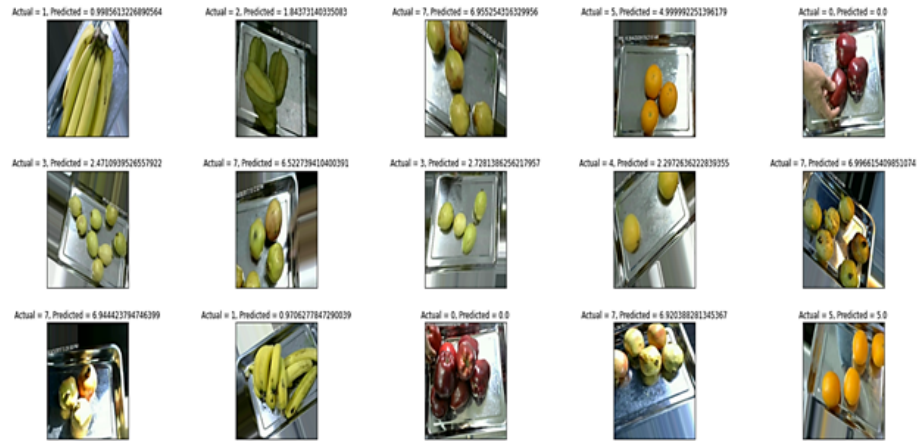 Actual = 1, Predicted = 0.9985613226890564
Actual = 2, Predicted = 1.84373140335083
Actual = 7, Predicted = 6.955254316329956
Actual = 5, Predicted = 4.999992251396179
Actual = 0, Predicted = 0.0
Actual = 3, Predicted = 2.4710939526557922
Actual = 7, Predicted = 6.522739410400391
Actual = 3, Predicted = 2.7281386256217957
Actual = 4, Predicted = 2.2972636222839355
Actual = 7, Predicted = 6.996615409851074
Actual = 7, Predicted = 6.944423794746399
Actual = 1, Predicted = 0.9706277847290039
Actual = 0, Predicted = 0.0
Actual = 7, Predicted = 6.920388281345367
Actual = 5, Predicted = 5.0